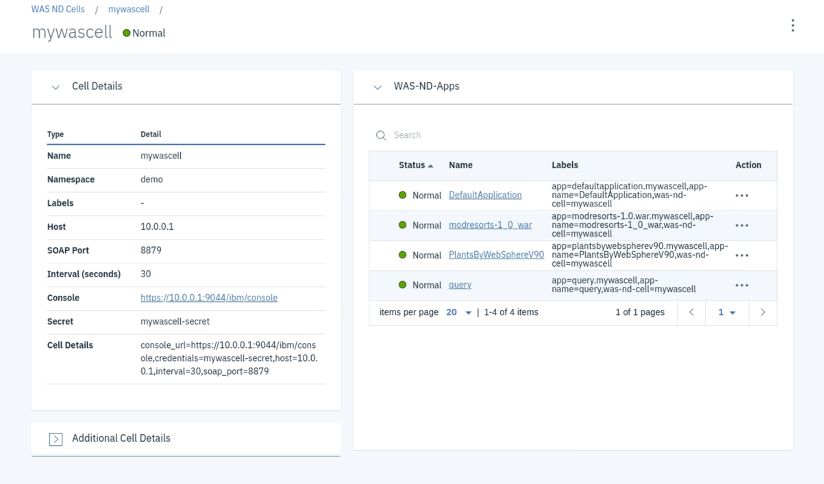 WAS ND Cells / mywascell /
mywascell Normal
Cell Details
Type Detail
Name mywascell
Namespace demo
Labels -
Host 10.0.0.1
SOAP Port 8879
Interval (seconds) 30
Console https://10.0.0.1:9044/ibm/console
Secret mywascell-secret
Cell Details console_url=https://10.0.0.1:9044/ibm/cons
ole,credentials=mywascell-secret,host=10.0.
0.1,interval=30,soap_port=8879
Additional Cell Details
WAS-ND-Apps
Search
Status Name Labels Action
Normal DefaultApplication app=defaultapplication.mywascell,app-
name=DefaultApplication,was-nd-
cell=mywascell
Normal modresorts-1_0_war app=modresorts-1.0.war.mywascell,app-
name=modresorts-1_0_war,was-nd-
cell=mywascell
Normal PlantsByWebSphereV90 app=plantsbywebspherev90.mywascell,app-
name=PlantsByWebSphereV90,was-nd-
cell=mywascell
Normal query app=query.mywascell,app-
name=query,was-nd-cell=mywascell
items per page 20 | 1-4 of 4 items 1 of 1 pages 1